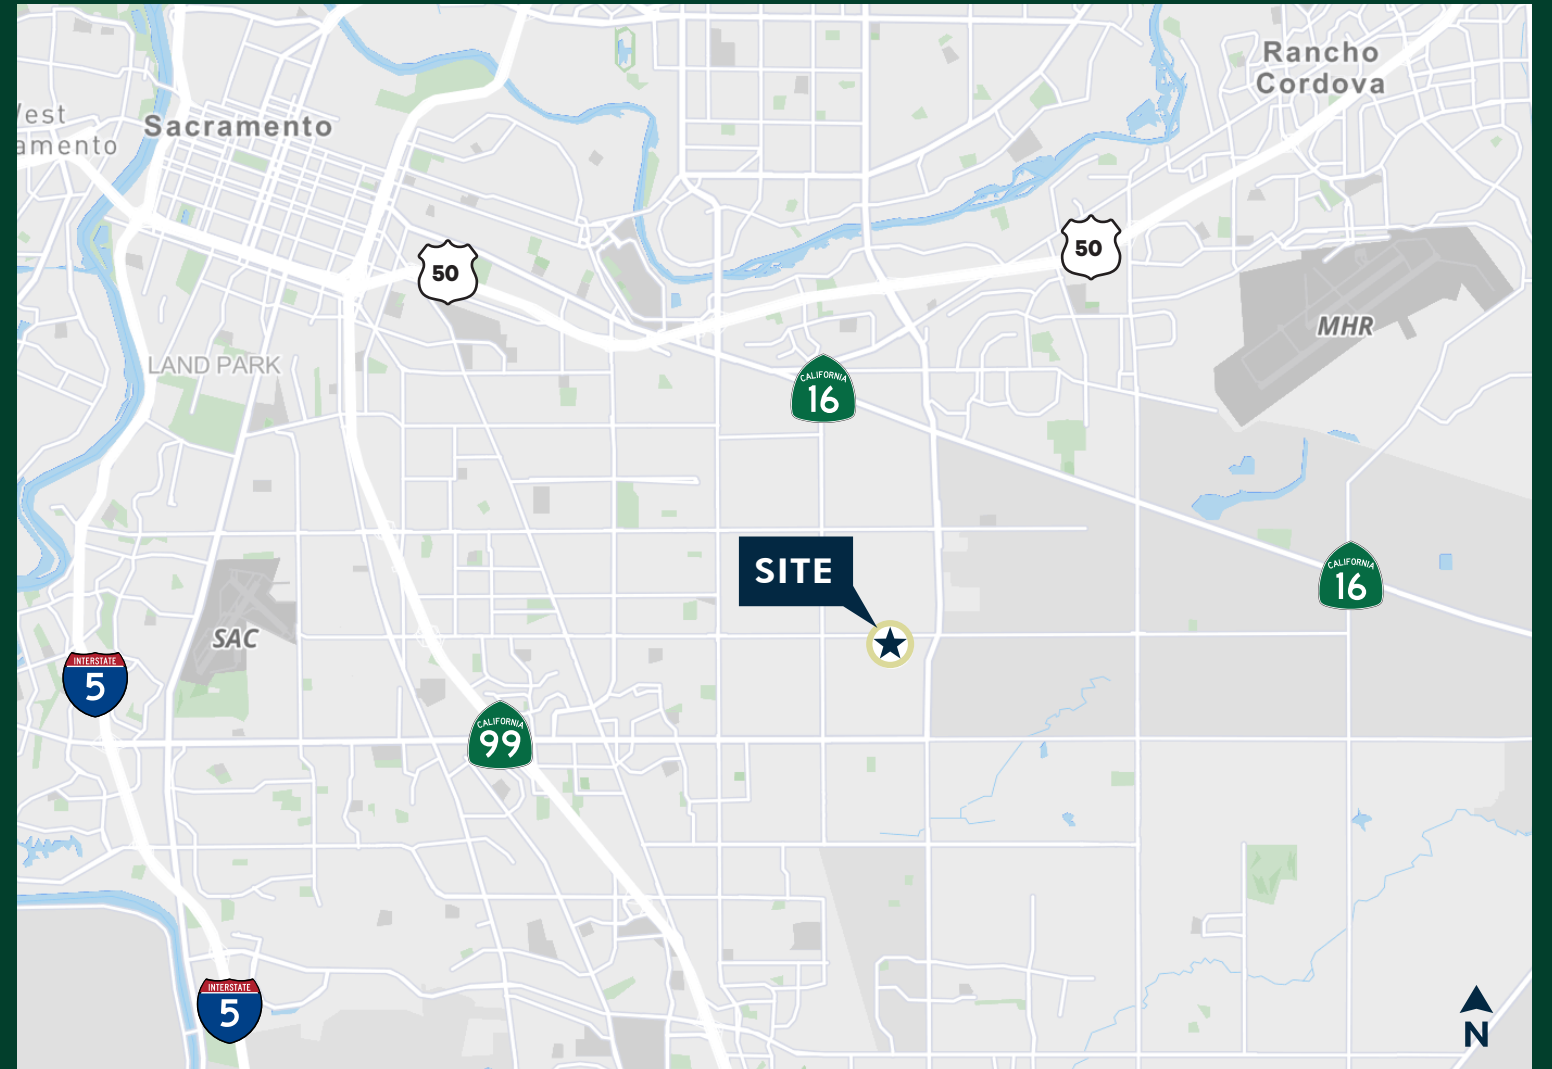 Rancho
Cordova
West
Sacramento
amento
50
50
MHR
LAND PARK
CALIFORNIA
16
SITE
CALIFORNIA
16
SAC
INTERSTATE
5
CALIFORNIA
99
INTERSTATE
5
N